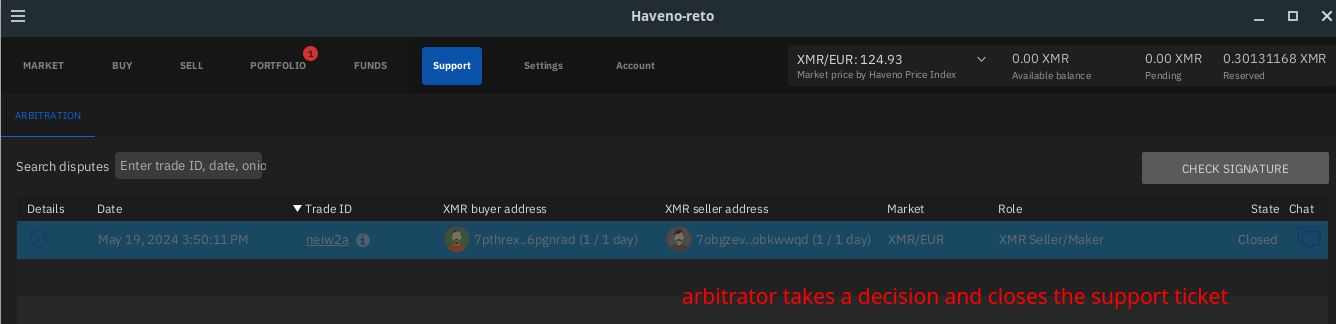 Haveno-reto
MARKET BUY SELL PORTFOLIO 1 FUNDS Support Settings Account
XMR/EUR: 124.93 0.00 XMR 0.00 XMR 0.30131168 XMR
Market price by Haveno Price Index Available balance Pending Reserved
ARBITRATION
Search disputes Enter trade ID, date, onio CHECK SIGNATURE
Details Date Trade ID XMR buyer address XMR seller address Market Role State Chat
May 19, 2024 3:50:11 PM neiw2a 7pthrex..6pgnrad (1 / 1 day) 7obgzev..obkwwqd (1 / 1 day) XMR/EUR XMR Seller/Maker Closed
arbitrator takes a decision and closes the support ticket